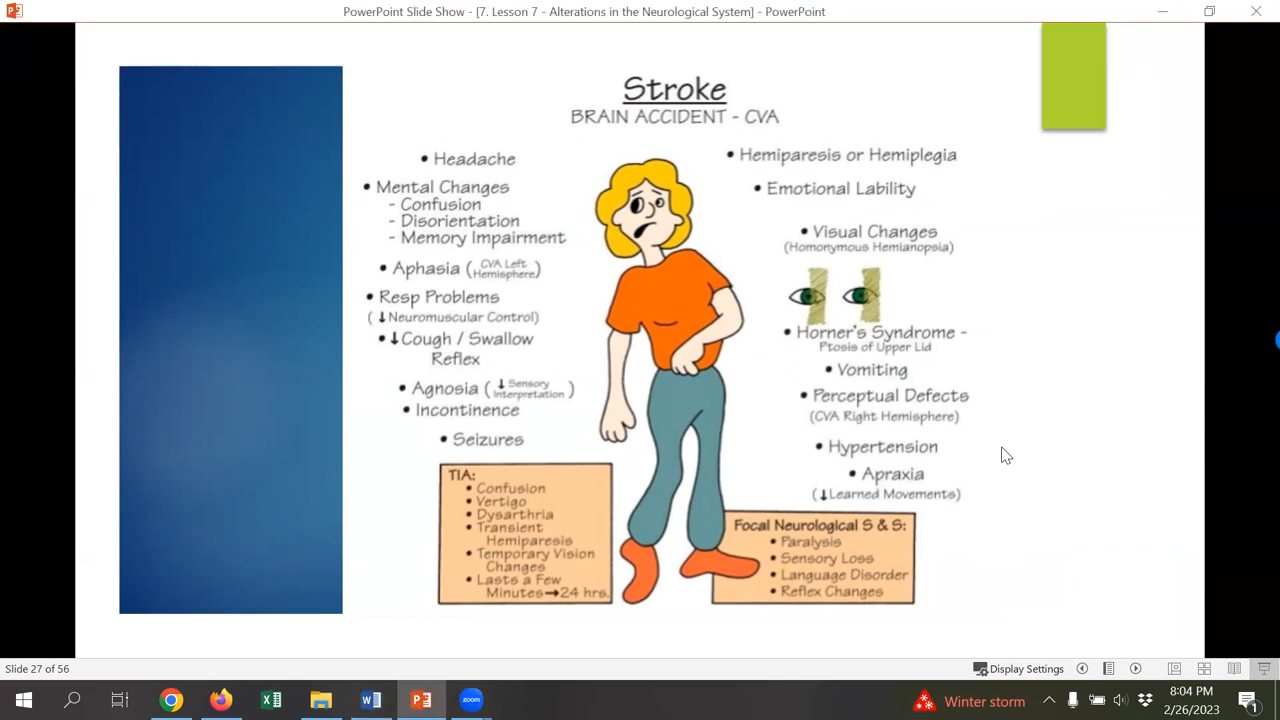 PowerPoint Slide Show - [7. Lesson 7 - Alterations in the Neurological System] - PowerPoint
Stroke
BRAIN ACCIDENT - CVA
• Headache
• Mental Changes
- Confusion
- Disorientation
- Memory Impairment
• Aphasia (CVA Left
Hemisphere)
• Resp Problems
(↓Neuromuscular Control)
• ↓Cough / Swallow
Reflex
• Agnosia (↓Sensory
Interpretation)
• Incontinence
• Seizures
• Hemiparesis or Hemiplegia
• Emotional Lability
• Visual Changes
(Homonymous Hemianopsia)
• Horner's Syndrome -
Ptosis of Upper Lid
• Vomiting
• Perceptual Defects
(CVA Right Hemisphere)
• Hypertension
• Apraxia
(↓Learned Movements)
TIA:
• Confusion
• Vertigo
• Dysarthria
• Transient
Hemiparesis
• Temporary Vision
Changes
• Lasts a Few
Minutes→24 hrs.
Focal Neurological S & S:
• Paralysis
• Sensory Loss
• Language Disorder
• Reflex Changes
Slide 27 of 56
Display Settings
zoom
Winter storm
8:04 PM
2/26/2023
1